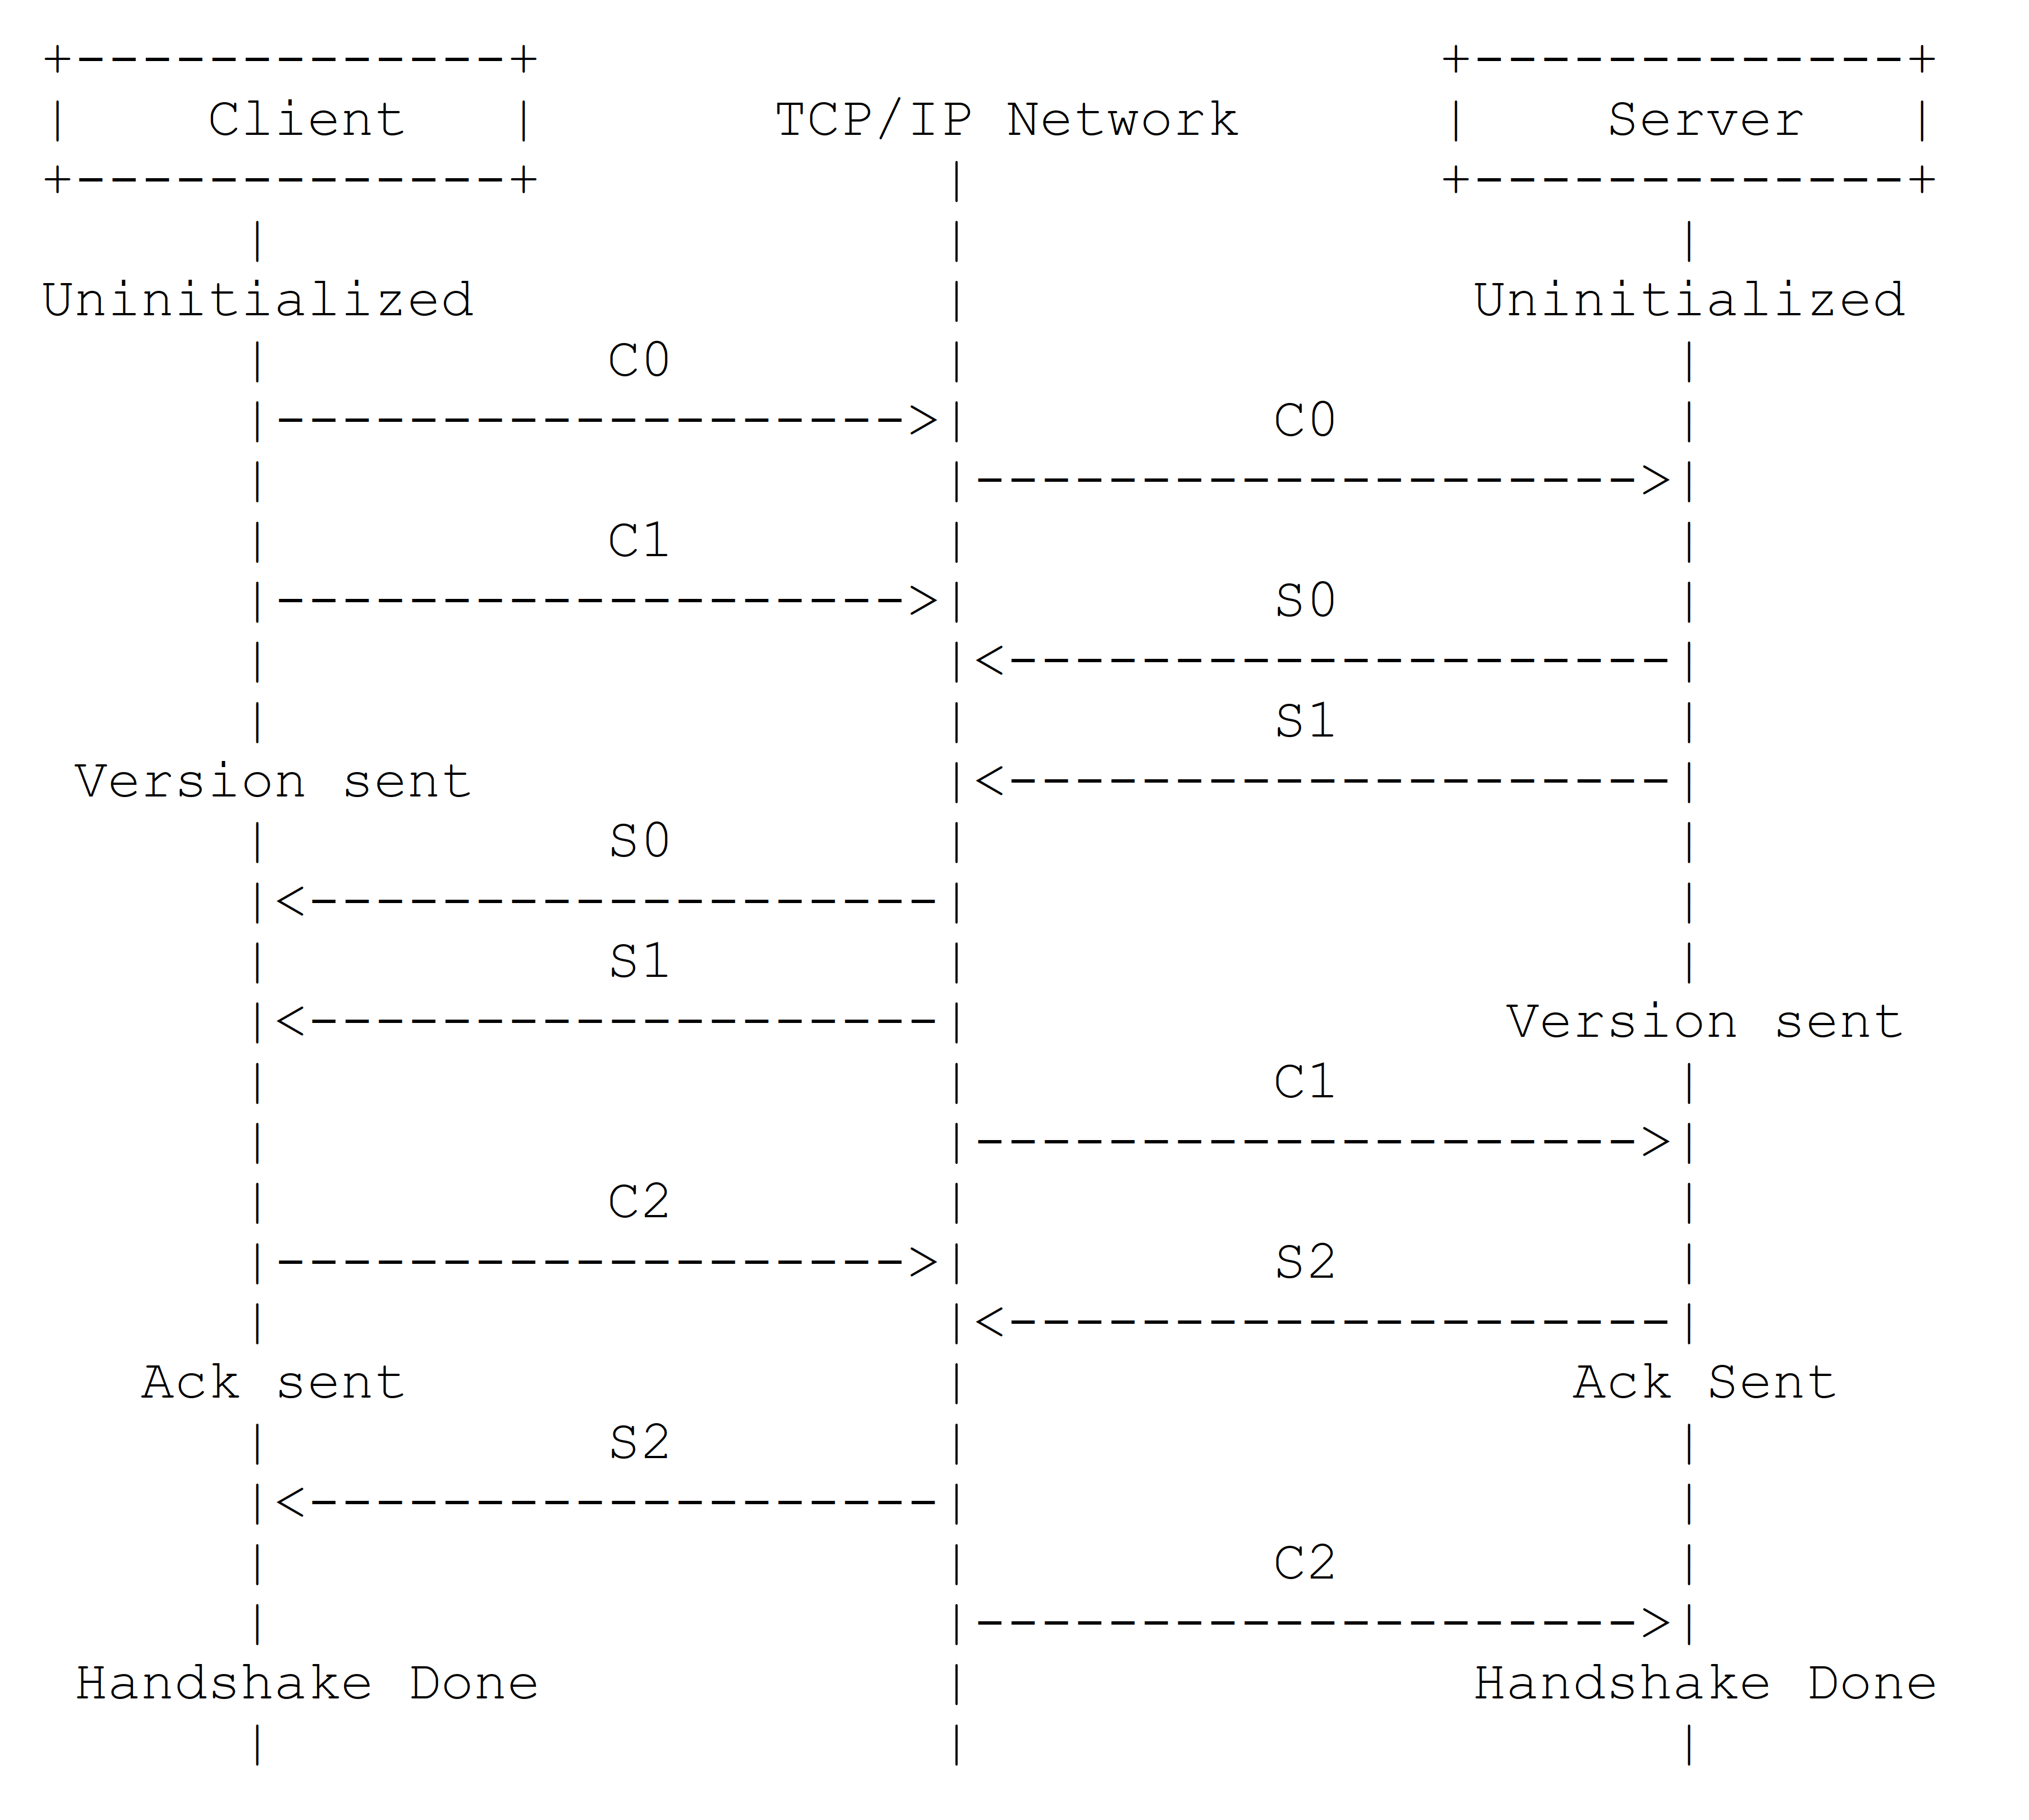 +-------------+                           +-------------+
|    Client   |       TCP/IP Network      |    Server   |
+-------------+            |              +-------------+
      |                    |                     |
Uninitialized              |               Uninitialized
      |          C0        |                     |
      |------------------->|         C0          |
      |                    |-------------------->|
      |          C1        |                     |
      |------------------->|         S0          |
      |                    |<--------------------|
      |                    |         S1          |
 Version sent              |<--------------------|
      |          S0        |                     |
      |<-------------------|                     |
      |          S1        |                     |
      |<-------------------|                Version sent
      |                    |         C1          |
      |                    |-------------------->|
      |          C2        |                     |
      |------------------->|         S2          |
      |                    |<--------------------|
   Ack sent                |                  Ack Sent
      |          S2        |                     |
      |<-------------------|                     |
      |                    |         C2          |
      |                    |-------------------->|
 Handshake Done            |               Handshake Done
      |                    |                     |